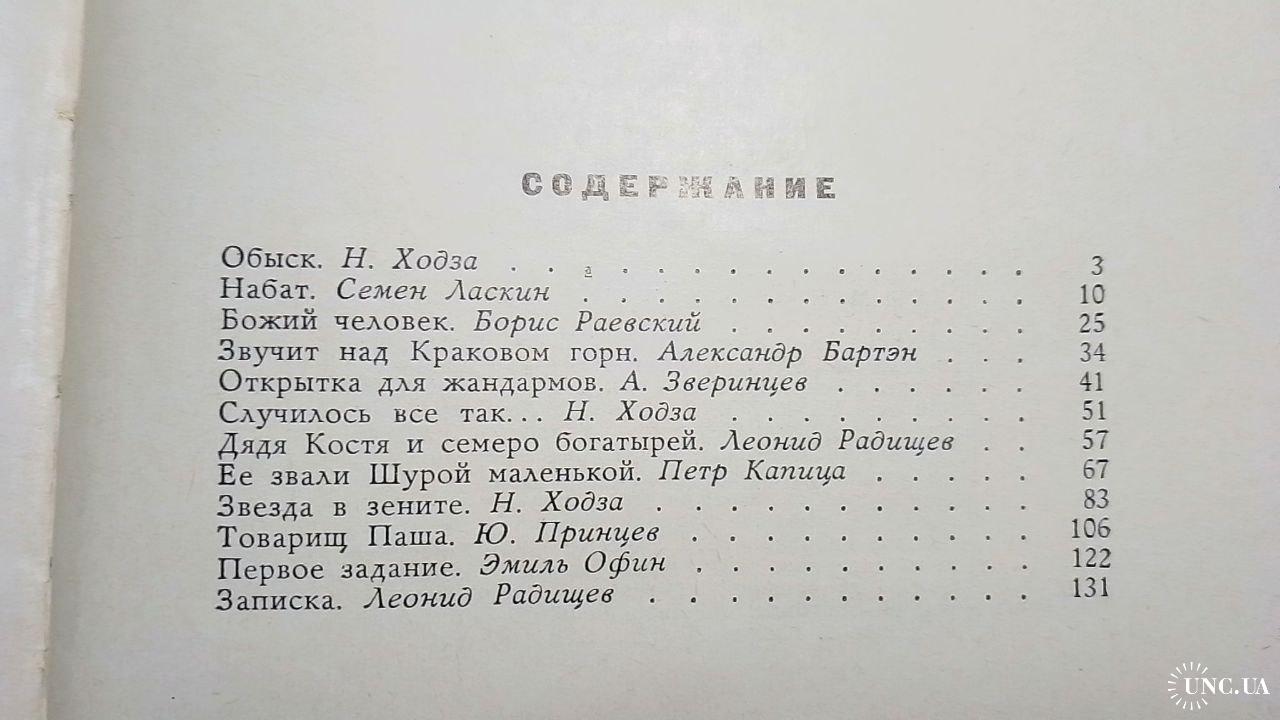 СОДЕРЖАНИЕ
Обыск. Н. Ходза . . . . . . . . . . . . . . 3
Набат. Семен Ласкин . . . . . . . . . . . . 10
Божий человек. Борис Раевский . . . . . . . . 25
Звучит над Краковом горн. Александр Бартэн . . . 34
Открытка для жандармов. А. Зверинцев . . . . . . 41
Случилось все так... Н. Ходза . . . . . . . . 51
Дядя Костя и семеро богатырей. Леонид Радищев . . 57
Ее звали Шурой маленькой. Петр Капица . . . . . 67
Звезда в зените. Н. Ходза . . . . . . . . . . 83
Товарищ Паша. Ю. Принцев . . . . . . . . . . 106
Первое задание. Эмиль Офин . . . . . . . . . 122
Записка. Леонид Радищев . . . . . . . . . . 131
UNC.UA